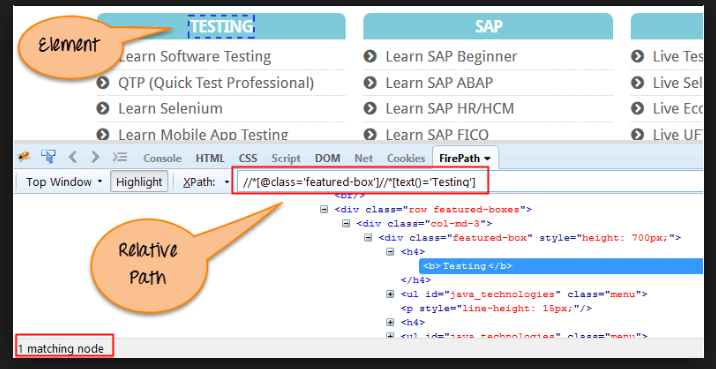 TESTING
SAP
Element
Learn Software Testing
Learn SAP Beginner
Live Tes
QTP (Quick Test Professional)
Learn SAP ABAP
Live Sel
Learn Selenium
Learn SAP HR/HCM
Live Eco
Learn Mobile App Testing
Learn SAP FICO
Live UFT
Console HTML CSS Script DOM Net Cookies FirePath
Top Window Highlight XPath: //*[@class='featured-box']//*[text()='Testing']
<br/>
<div class="row featured-boxes">
<div class="col-md-3">
<div class="featured-box" style="height: 700px;">
<h4>
<b>Testing</b>
</h4>
<ul id="java_technologies" class="menu">
<p style="line-height: 15px;"/>
<h4>
<ul id="java_technologies" class="menu">
Relative
Path
1 matching node